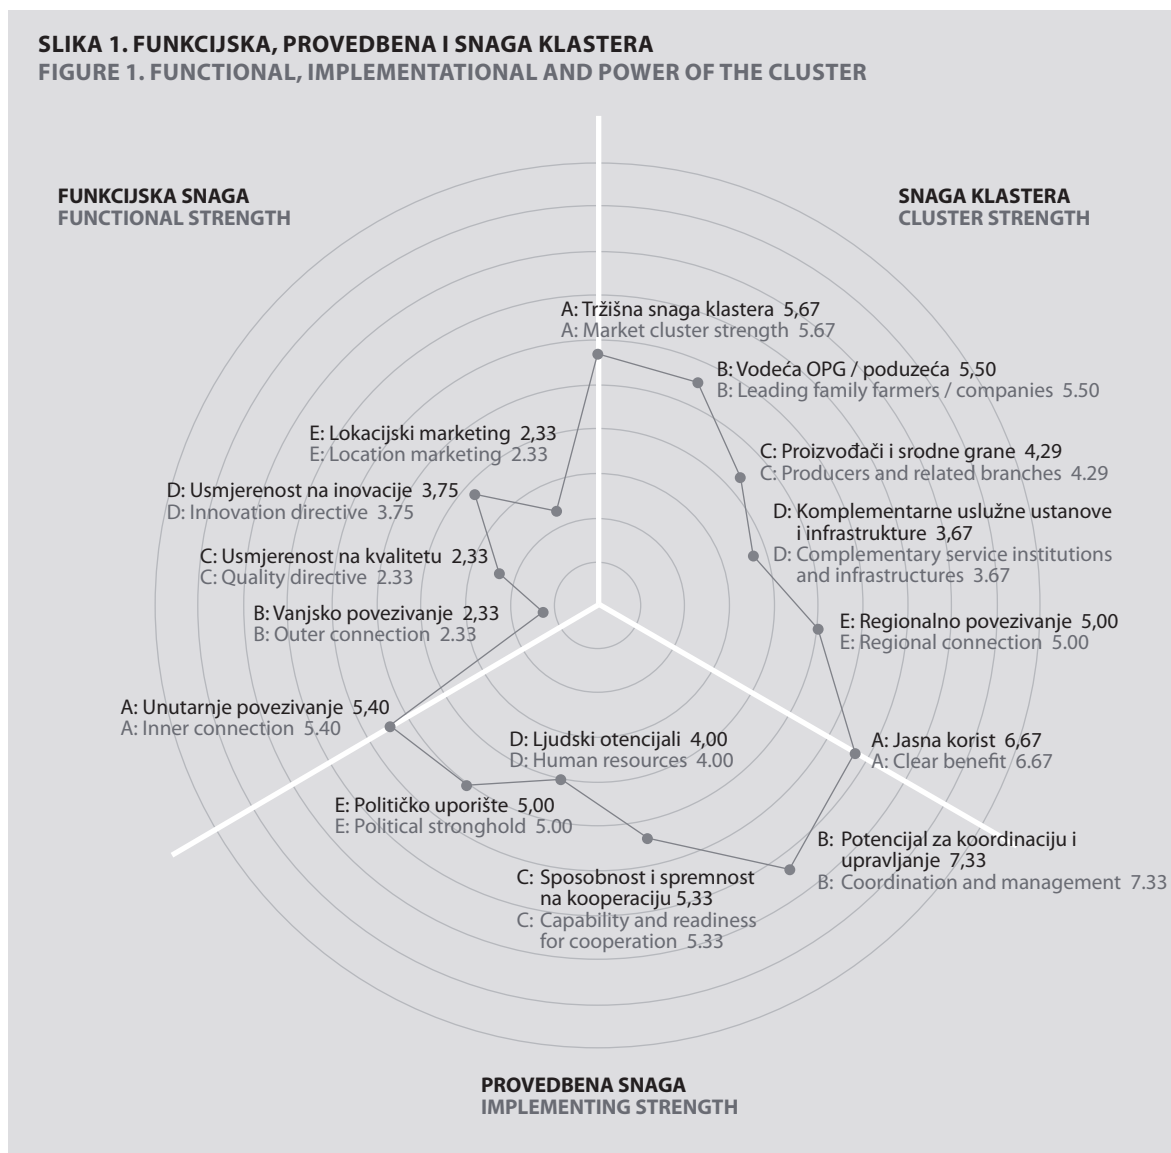 SLIKA 1. FUNKCIJSKA, PROVEDBENA I SNAGA KLASTERA
FIGURE 1. FUNCTIONAL, IMPLEMENTATIONAL AND POWER OF THE CLUSTER
FUNKCIJSKA SNAGA
FUNCTIONAL STRENGTH
SNAGA KLASTERA
CLUSTER STRENGTH
A: Tržišna snaga klastera 5,67
A: Market cluster strength 5.67
B: Vodeća OPG / poduzeća 5,50
B: Leading family farmers / companies 5.50
E: Lokacijski marketing 2,33
E: Location marketing 2.33
C: Proizvođači i srodne grane 4,29
C: Producers and related branches 4.29
D: Usmjerenost na inovacije 3,75
D: Innovation directive 3.75
D: Komplementarne uslužne ustanove
i infrastrukture 3,67
D: Complementary service institutions
and infrastructures 3.67
C: Usmjerenost na kvalitetu 2,33
C: Quality directive 2.33
B: Vanjsko povezivanje 2,33
B: Outer connection 2.33
E: Regionalno povezivanje 5,00
E: Regional connection 5.00
A: Unutarnje povezivanje 5,40
A: Inner connection 5.40
D: Ljudski otencijali 4,00
D: Human resources 4.00
A: Jasna korist 6,67
A: Clear benefit 6.67
E: Političko uporište 5,00
E: Political stronghold 5.00
B: Potencijal za koordinaciju i
upravljanje 7,33
B: Coordination and management 7.33
C: Sposobnost i spremnost
na kooperaciju 5,33
C: Capability and readiness
for cooperation 5.33
PROVEDBENA SNAGA
IMPLEMENTING STRENGTH